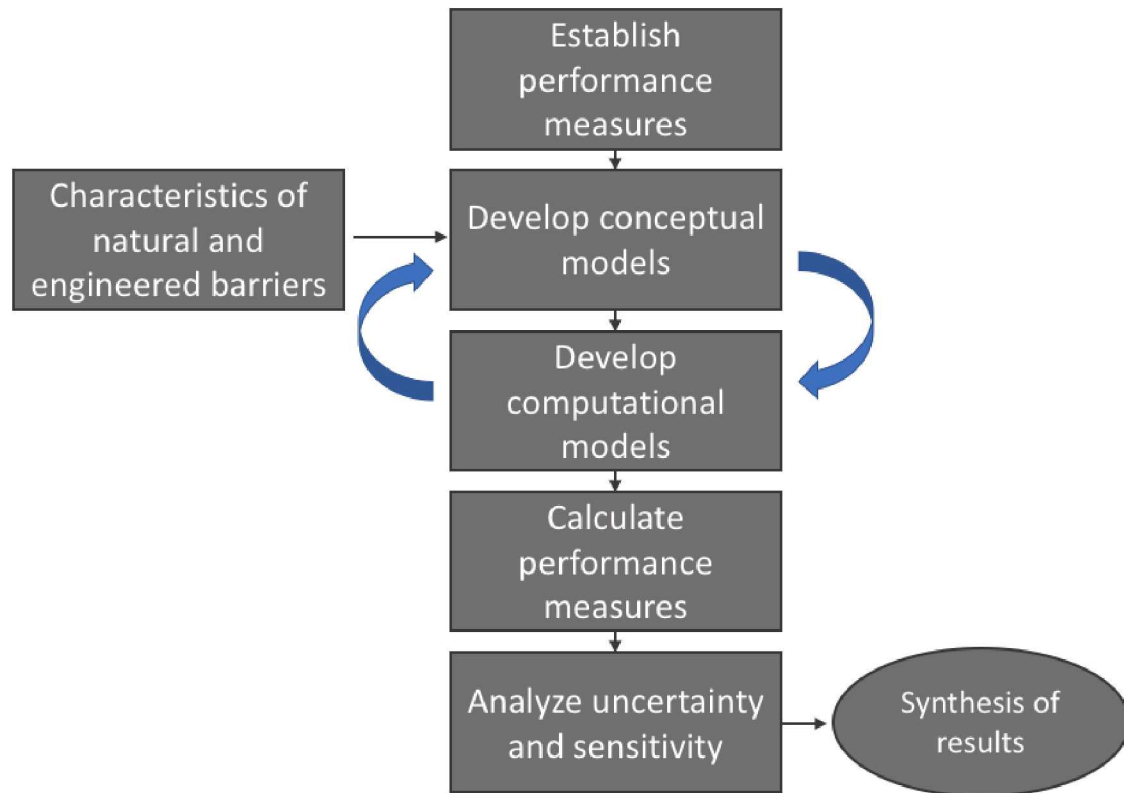 Establish
performance
measures
Characteristics of
natural and
engineered barriers
Develop conceptual
models
Develop
computational
models
Calculate
performance
measures
Analyze uncertainty
and sensitivity
Synthesis of
results